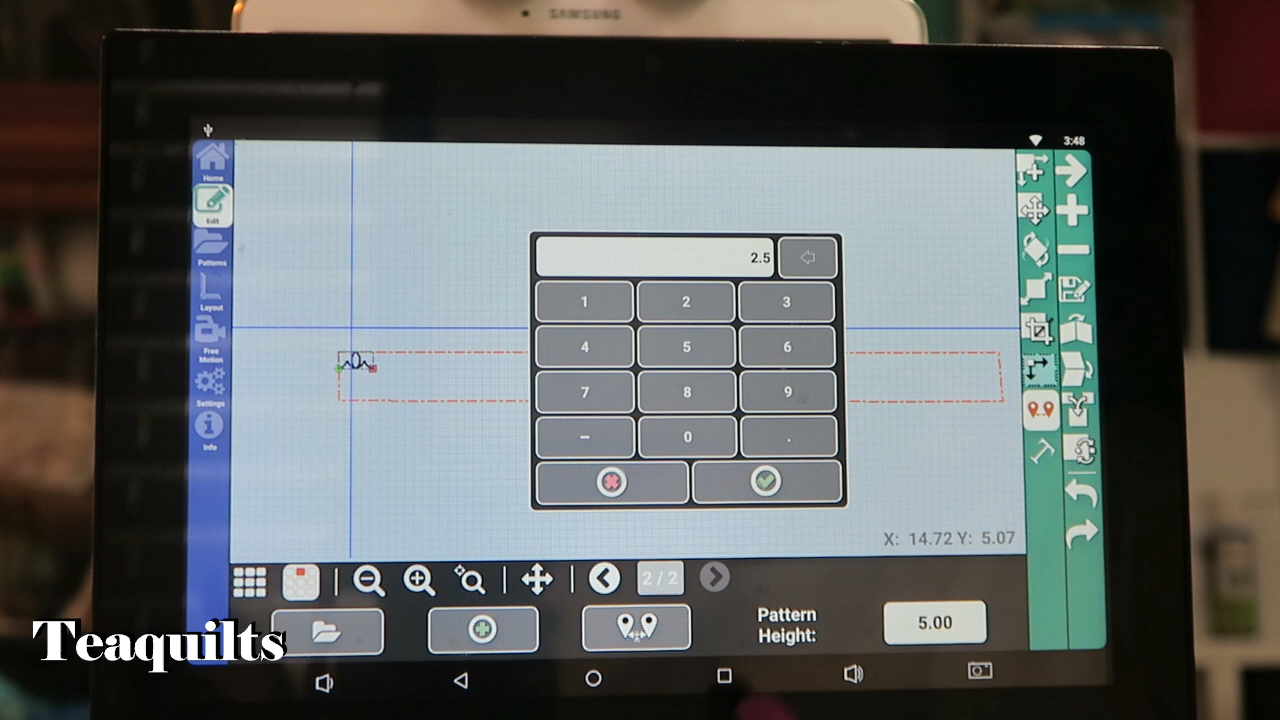 SAMSUNG
3:48
Home
Edit
Patterns
Layout
Free
Motion
Settings
Info
2.5
1 2 3
4 5 6
7 8 9
- 0 .
X: 14.72 Y: 5.07
2 / 2
Pattern
Height:
5.00
Teaquilts